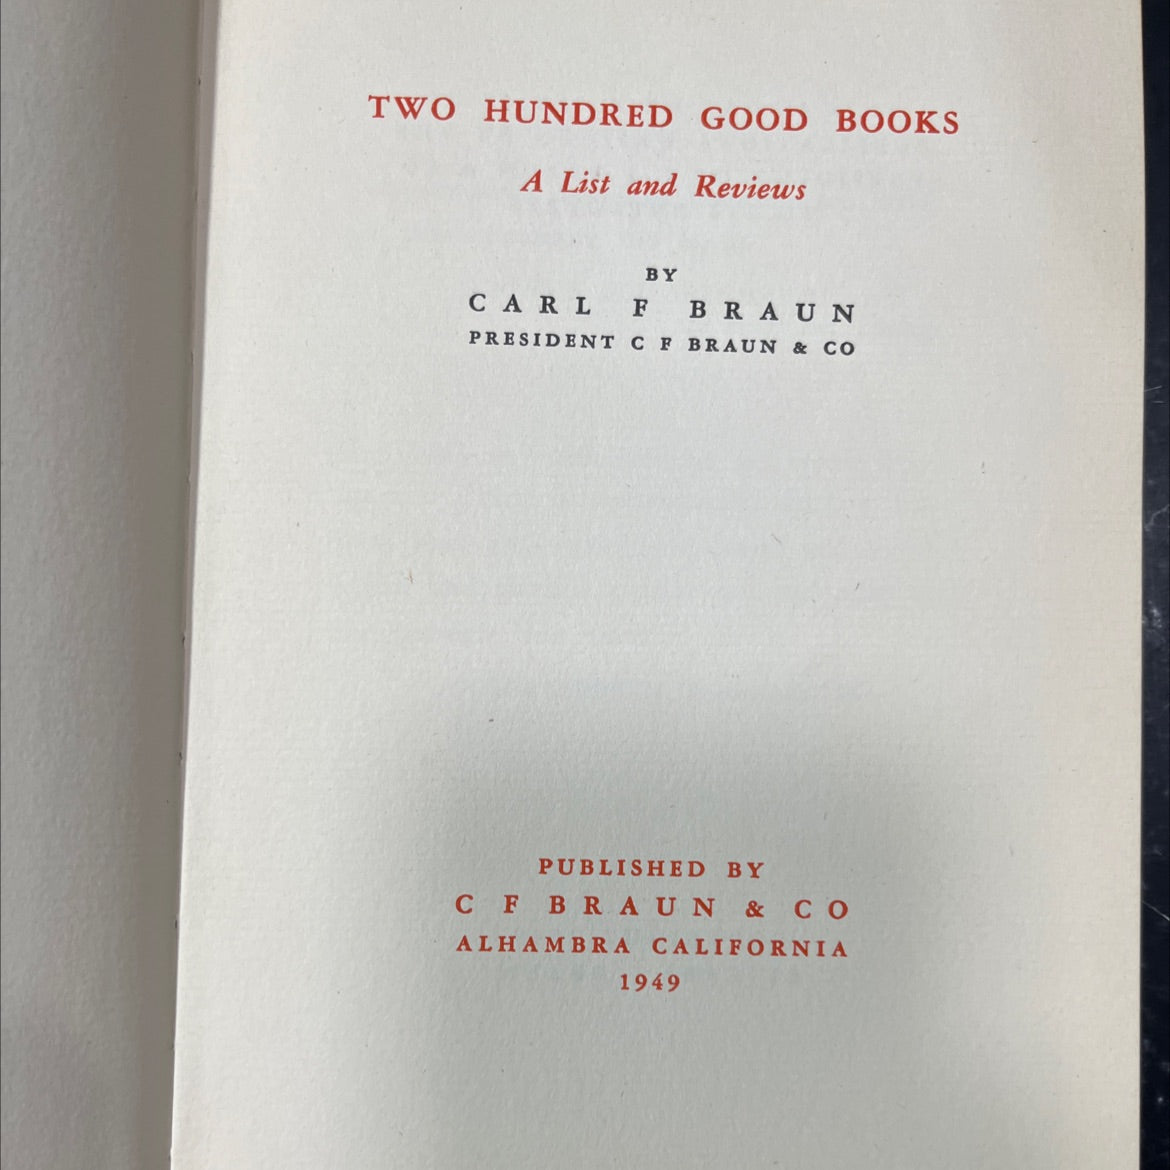 TWO HUNDRED GOOD BOOKS
A List and Reviews
BY
CARL F BRAUN
PRESIDENT C F BRAUN & CO
PUBLISHED BY
C F BRAUN & CO
ALHAMBRA CALIFORNIA
1949